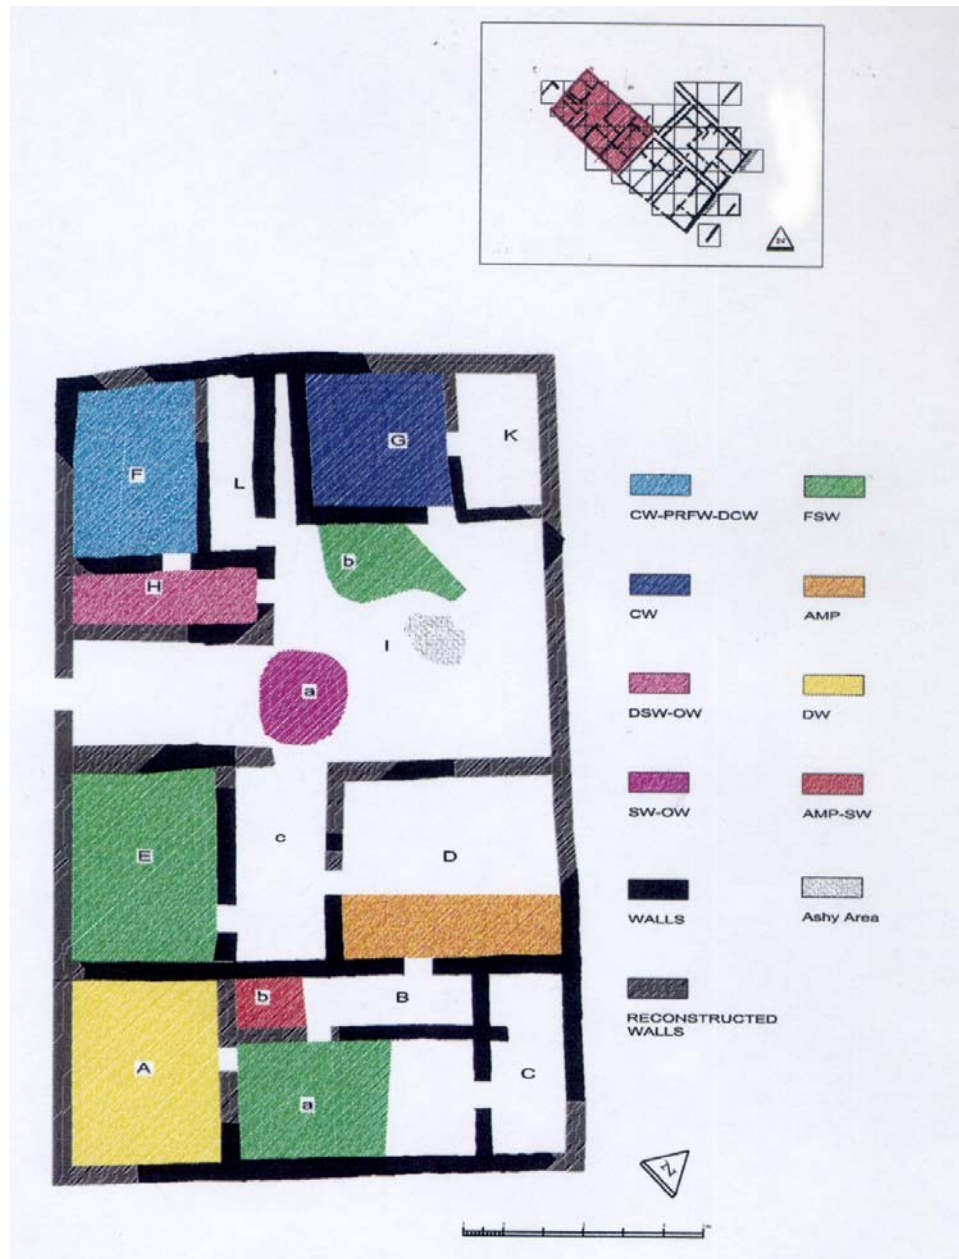 N
F
L
G
K
H
b
I
a
E
c
D
b
B
A
a
C
CW-PRFW-DCW
FSW
CW
AMP
DSW-OW
DW
SW-OW
AMP-SW
WALLS
Ashy Area
RECONSTRUCTED
WALLS
N